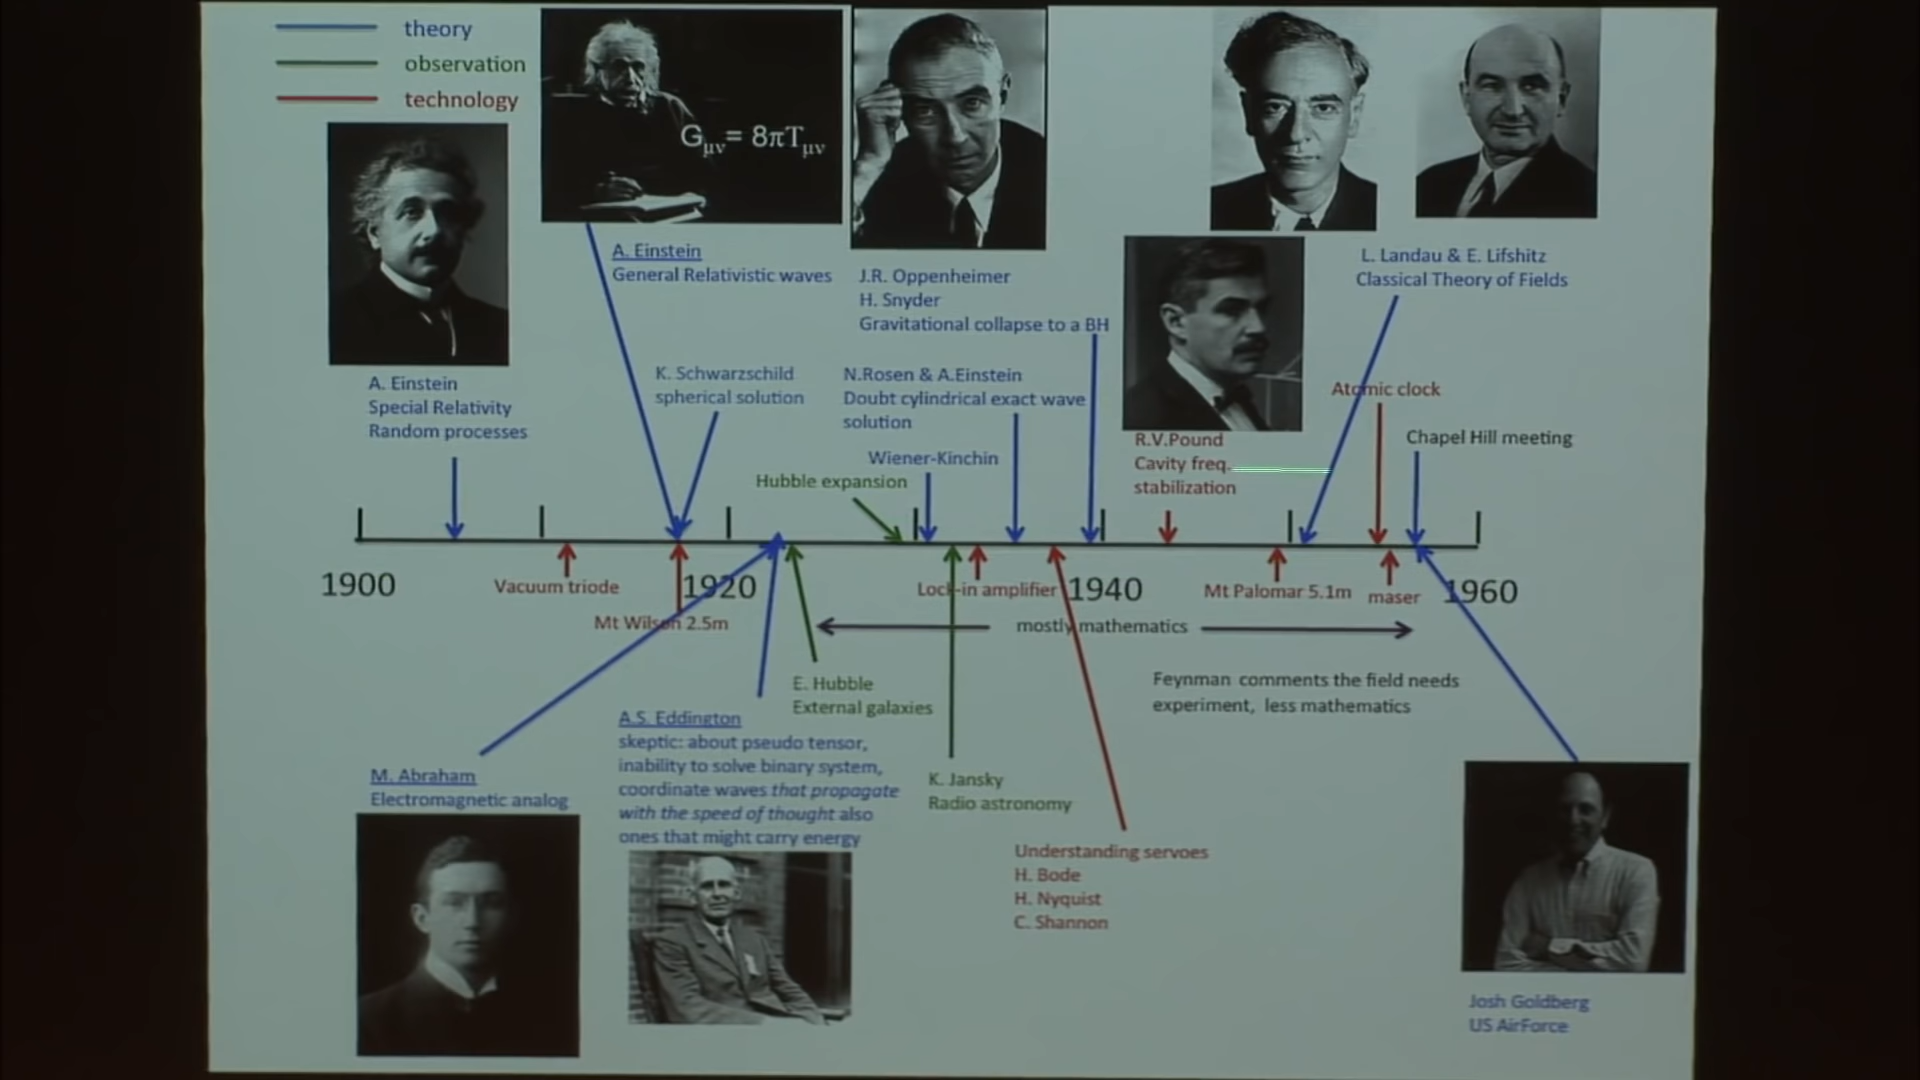 theory
observation
technology
G_μν = 8πT_μν
A. Einstein
Special Relativity
Random processes
A. Einstein
General Relativistic waves
K. Schwarzschild
spherical solution
J.R. Oppenheimer
H. Snyder
Gravitational collapse to a BH
N.Rosen & A.Einstein
Doubt cylindrical exact wave
solution
Wiener-Kinchin
Hubble expansion
R.V.Pound
Cavity freq.
stabilization
L. Landau & E. Lifshitz
Classical Theory of Fields
Atomic clock
Chapel Hill meeting
1900
Vacuum triode
Mt Wilson 2.5m
1920
Lock-in amplifier
1940
Mt Palomar 5.1m
maser
1960
mostly mathematics
Feynman comments the field needs
experiment, less mathematics
E. Hubble
External galaxies
A.S. Eddington
skeptic: about pseudo tensor,
inability to solve binary system,
coordinate waves that propagate
with the speed of thought also
ones that might carry energy
M. Abraham
Electromagnetic analog
K. Jansky
Radio astronomy
Understanding servoes
H. Bode
H. Nyquist
C. Shannon
Josh Goldberg
US AirForce